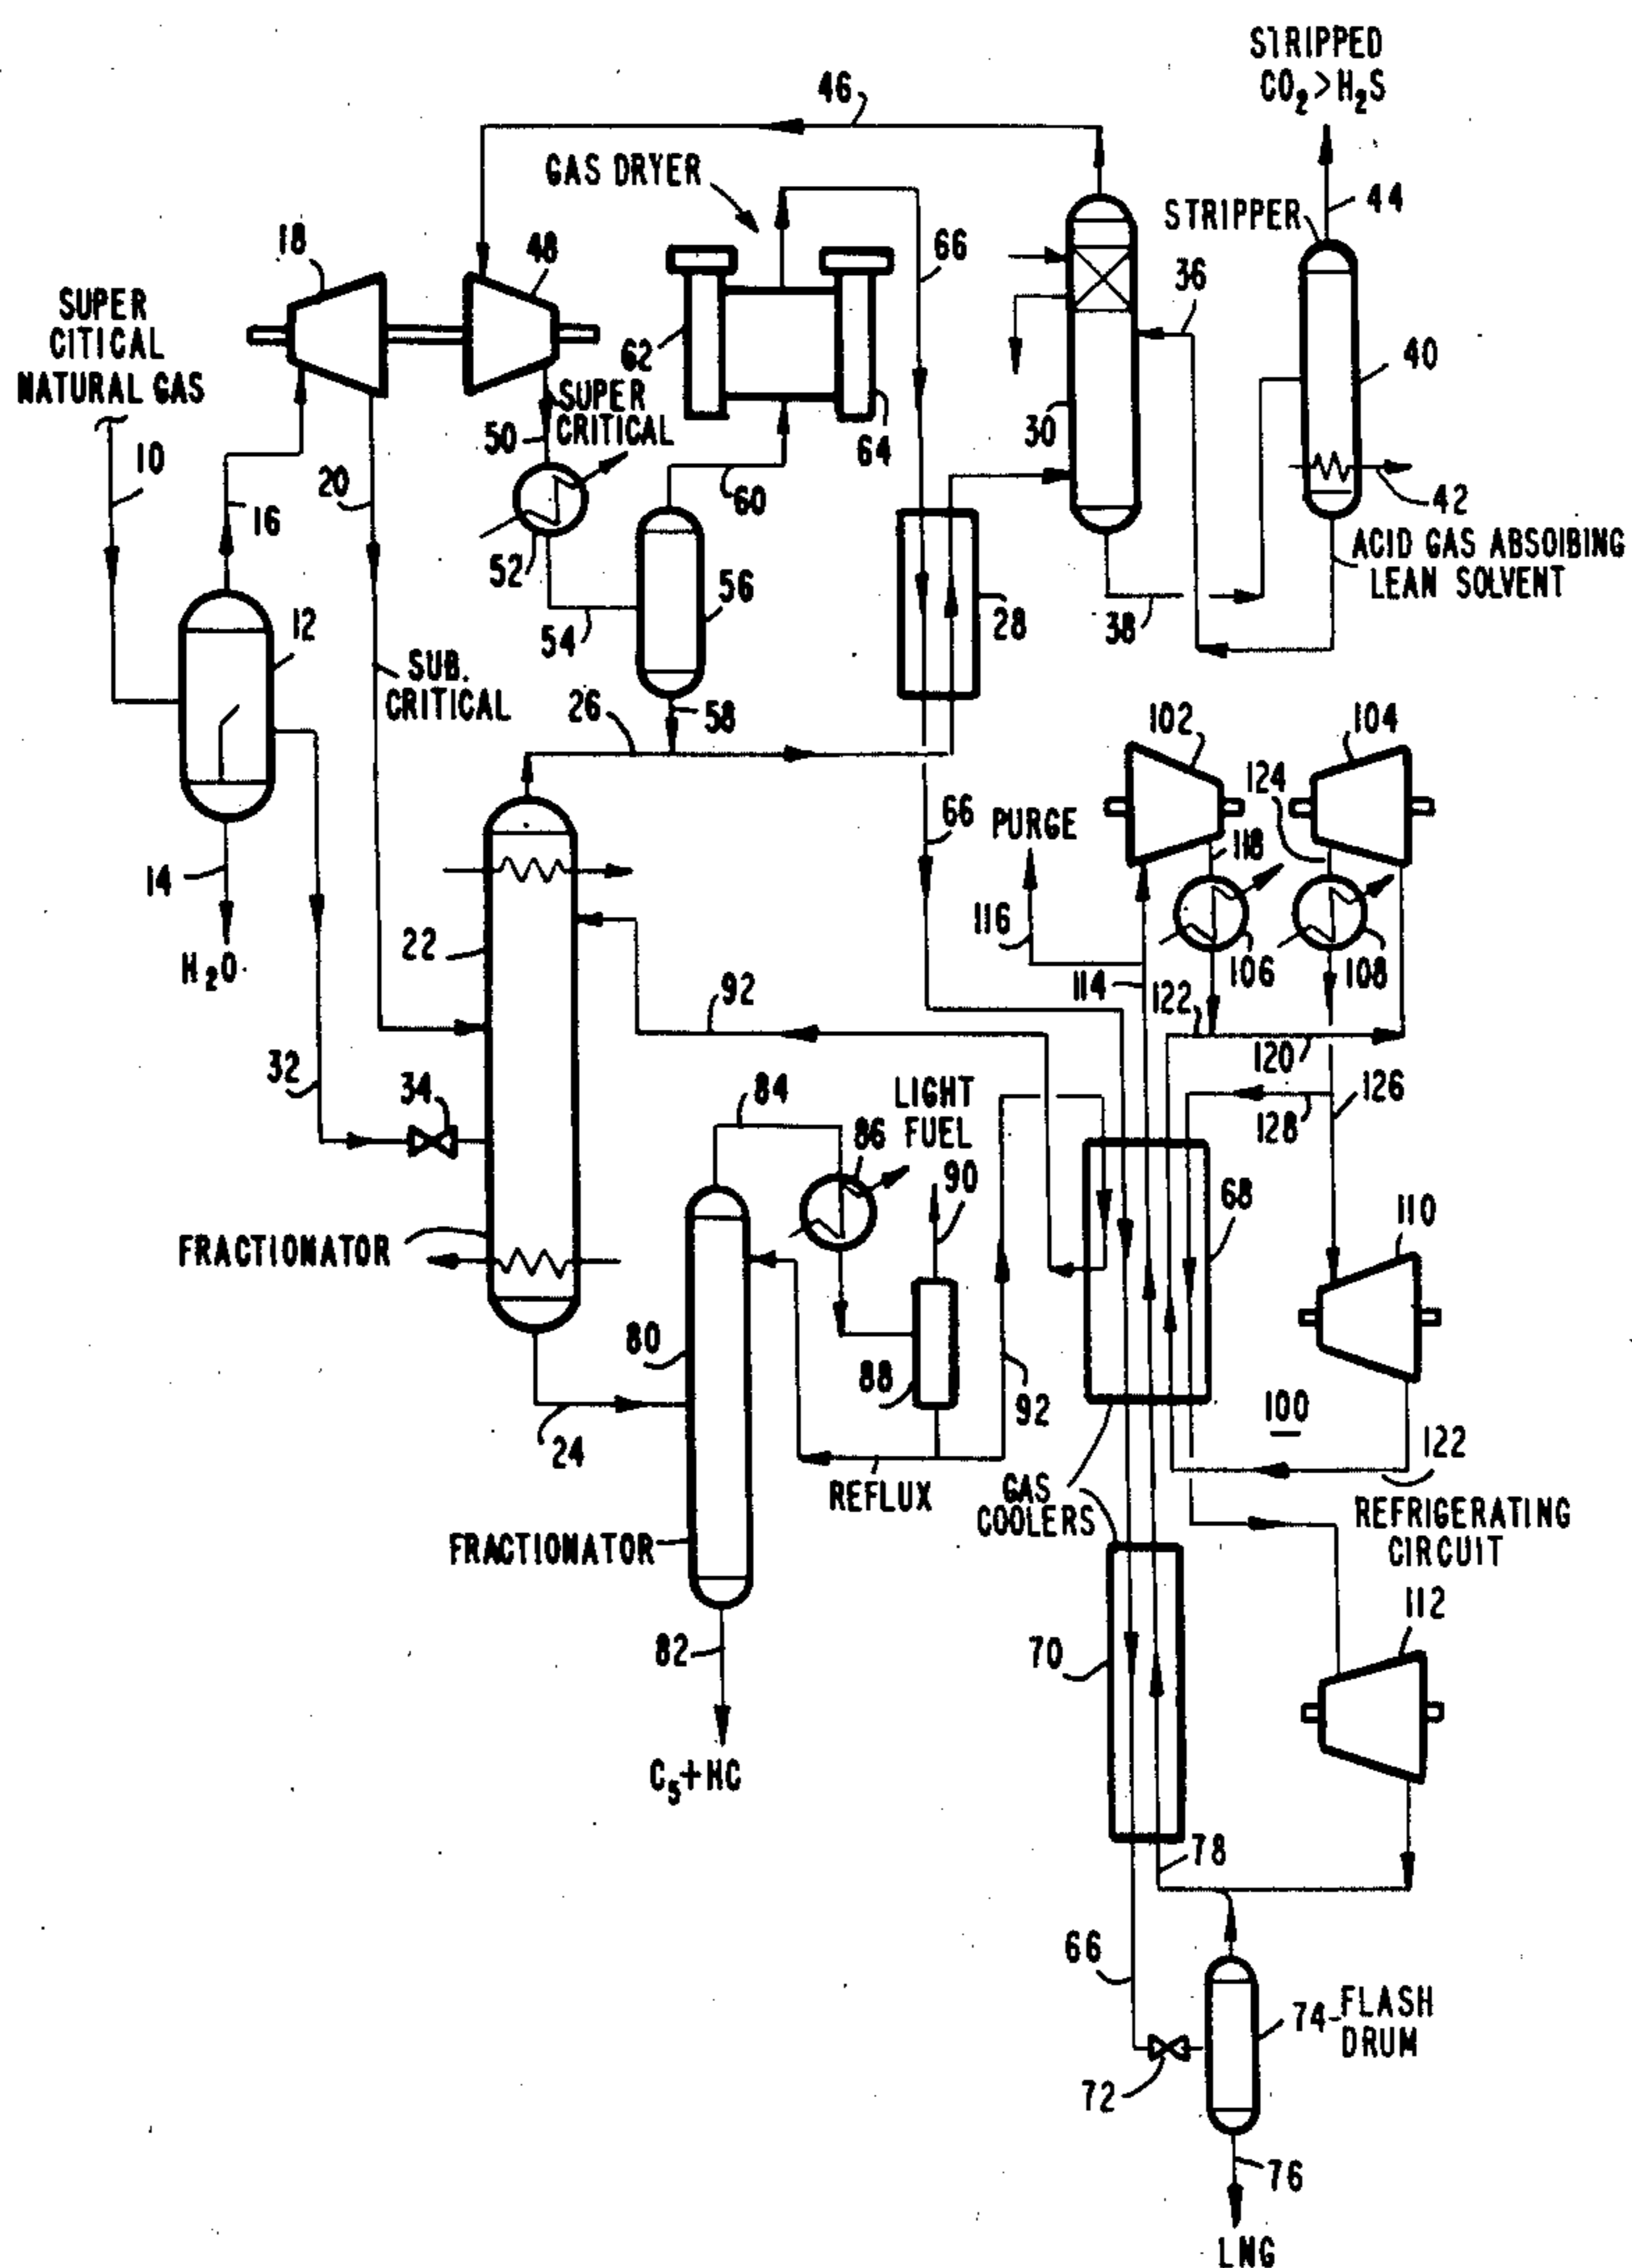 STRIPPED
CO₂>H₂S
46
GAS DRYER
44
STRIPPER
18
48
66
36
SUPER
CITICAL
NATURAL GAS
62
40
SUPER
CRITICAL
50
30
64
10
20
16
60
42
52
ACID GAS ABSOIBING
LEAN SOLVENT
56
12
54
28
38
SUB.
CRITICAL
26
58
102
104
124
66
PURGE
118
14
116
22
H₂O
106
108
92
114
122
120
32
34
84
LIGHT
FUEL
126
128
86
90
68
110
FRACTIONATOR
80
88
92
100
24
122
REFLUX
GAS
COOLERS
REFRIGERATING
CIRCUIT
FRACTIONATOR
112
82
70
C₅+HC
78
66
74
FLASH
DRUM
72
76
LNG